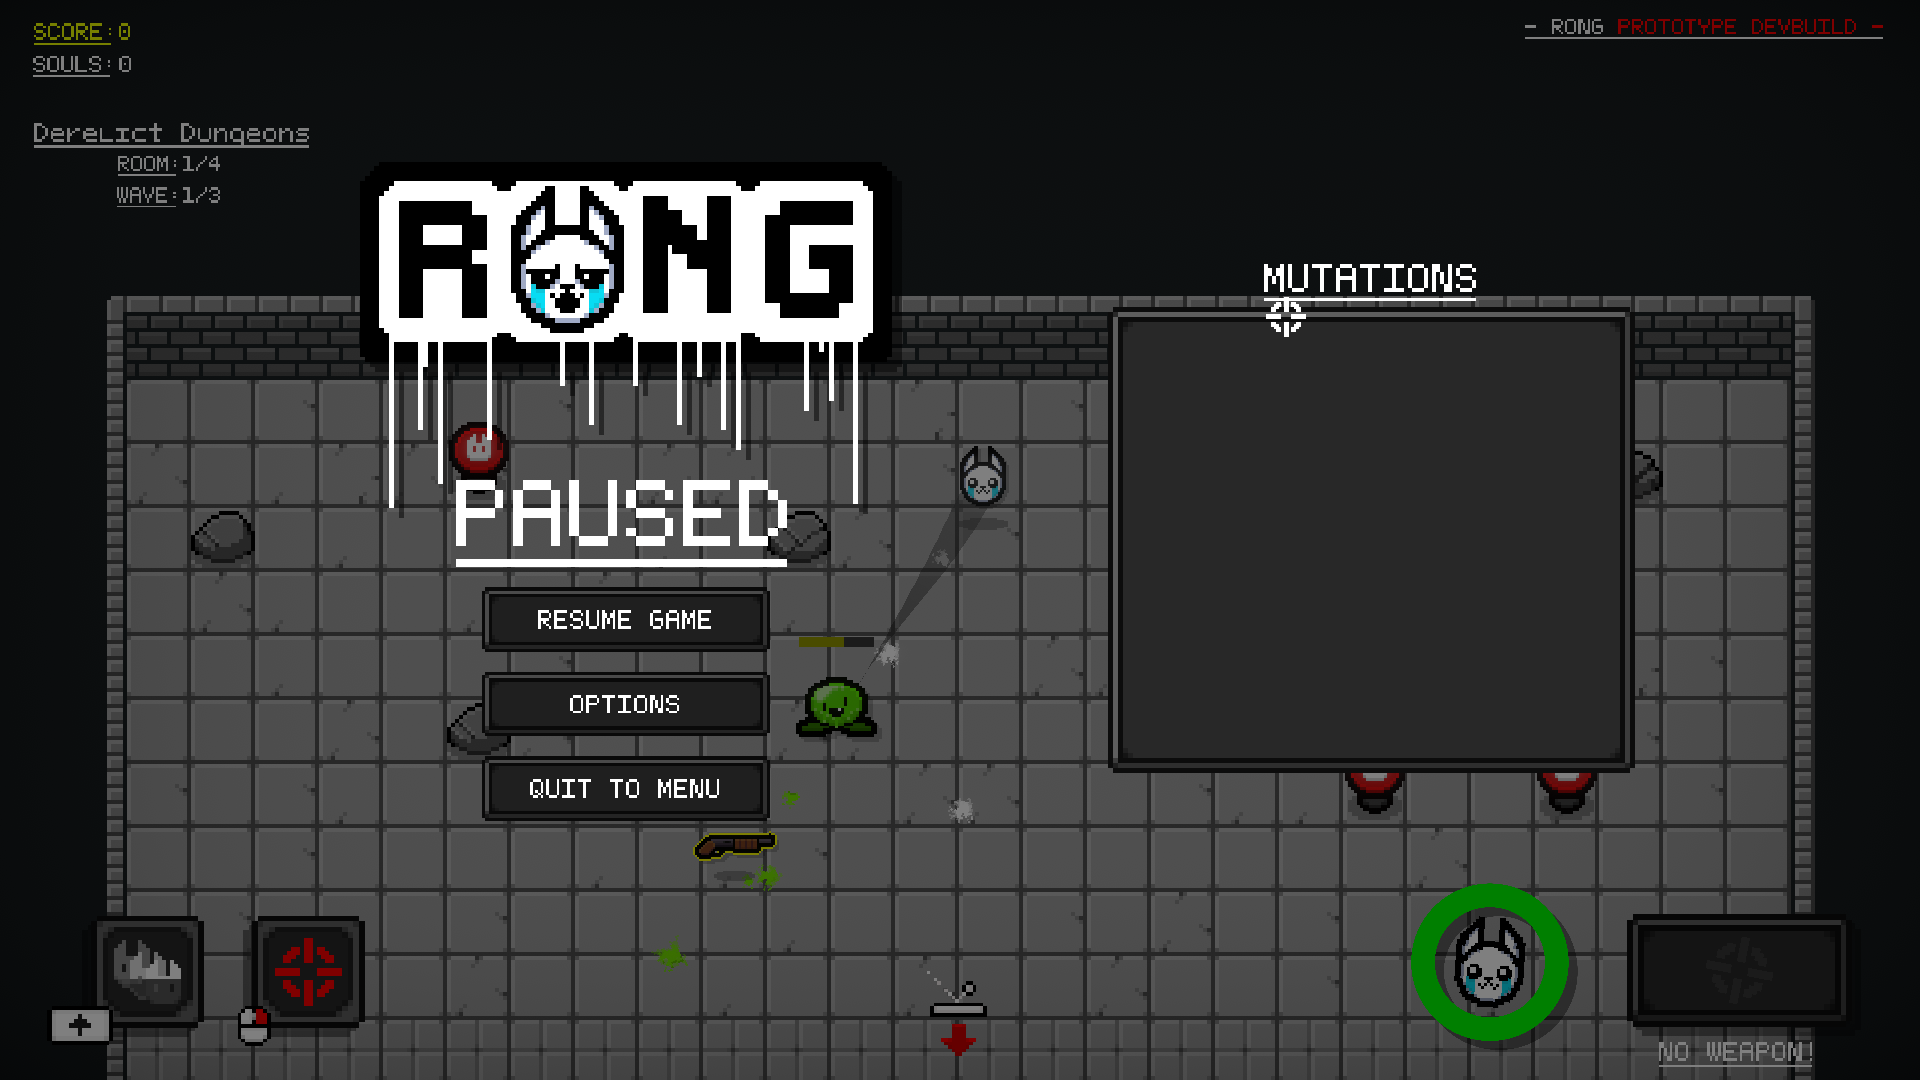 SCORE:0
SOULS:0
- RONG PROTOTYPE DEVBUILD -
Derelict Dungeons
ROOM:1/4
WAVE:1/3
RONG
MUTATIONS
PAUSED
RESUME GAME
OPTIONS
QUIT TO MENU
NO WEAPON!